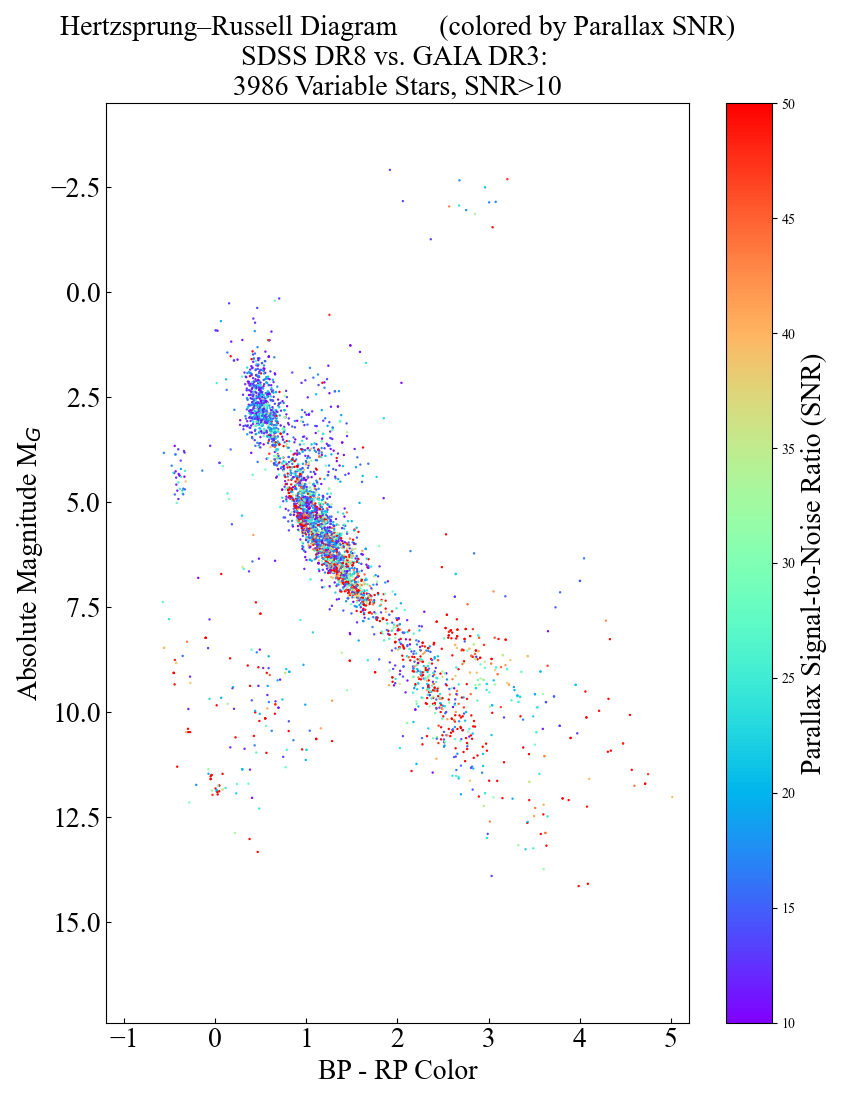 Hertzsprung–Russell Diagram (colored by Parallax SNR)
SDSS DR8 vs. GAIA DR3:
3986 Variable Stars, SNR>10
Absolute Magnitude M_G
−2.5
0.0
2.5
5.0
7.5
10.0
12.5
15.0
−1 0 1 2 3 4 5
BP - RP Color
50
45
40
35
30
25
20
15
10
Parallax Signal-to-Noise Ratio (SNR)